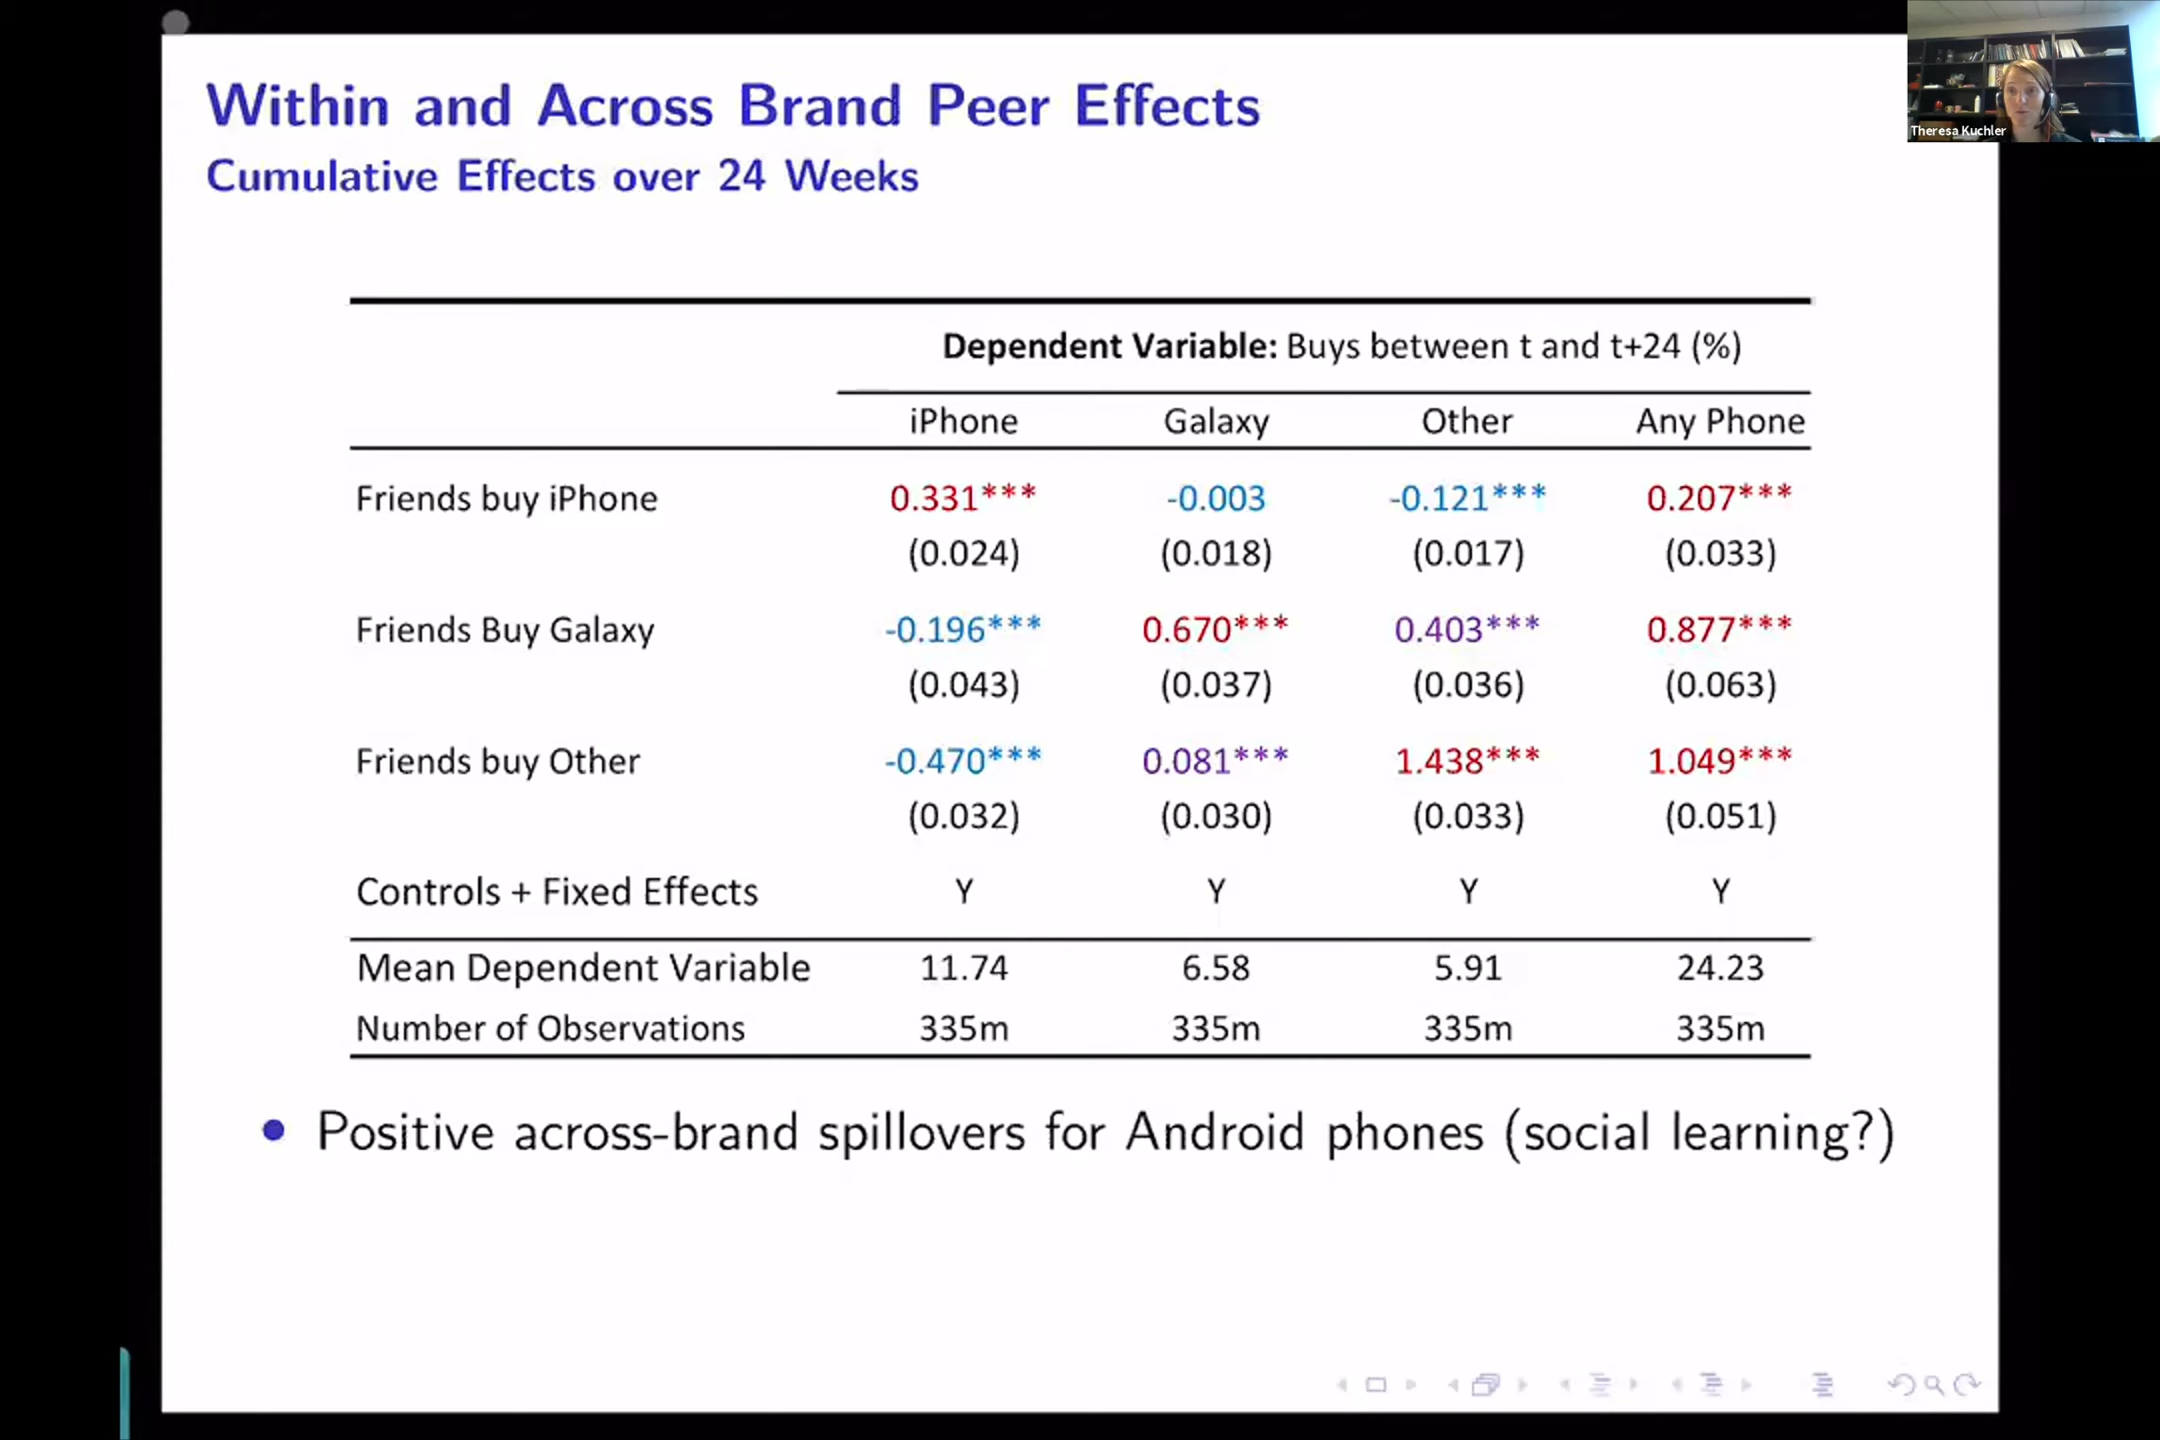 Within and Across Brand Peer Effects
Cumulative Effects over 24 Weeks
Theresa Kuchler
Dependent Variable: Buys between t and t+24 (%)
iPhone Galaxy Other Any Phone
Friends buy iPhone 0.331*** -0.003 -0.121*** 0.207***
(0.024) (0.018) (0.017) (0.033)
Friends Buy Galaxy -0.196*** 0.670*** 0.403*** 0.877***
(0.043) (0.037) (0.036) (0.063)
Friends buy Other -0.470*** 0.081*** 1.438*** 1.049***
(0.032) (0.030) (0.033) (0.051)
Controls + Fixed Effects Y Y Y Y
Mean Dependent Variable 11.74 6.58 5.91 24.23
Number of Observations 335m 335m 335m 335m
• Positive across-brand spillovers for Android phones (social learning?)